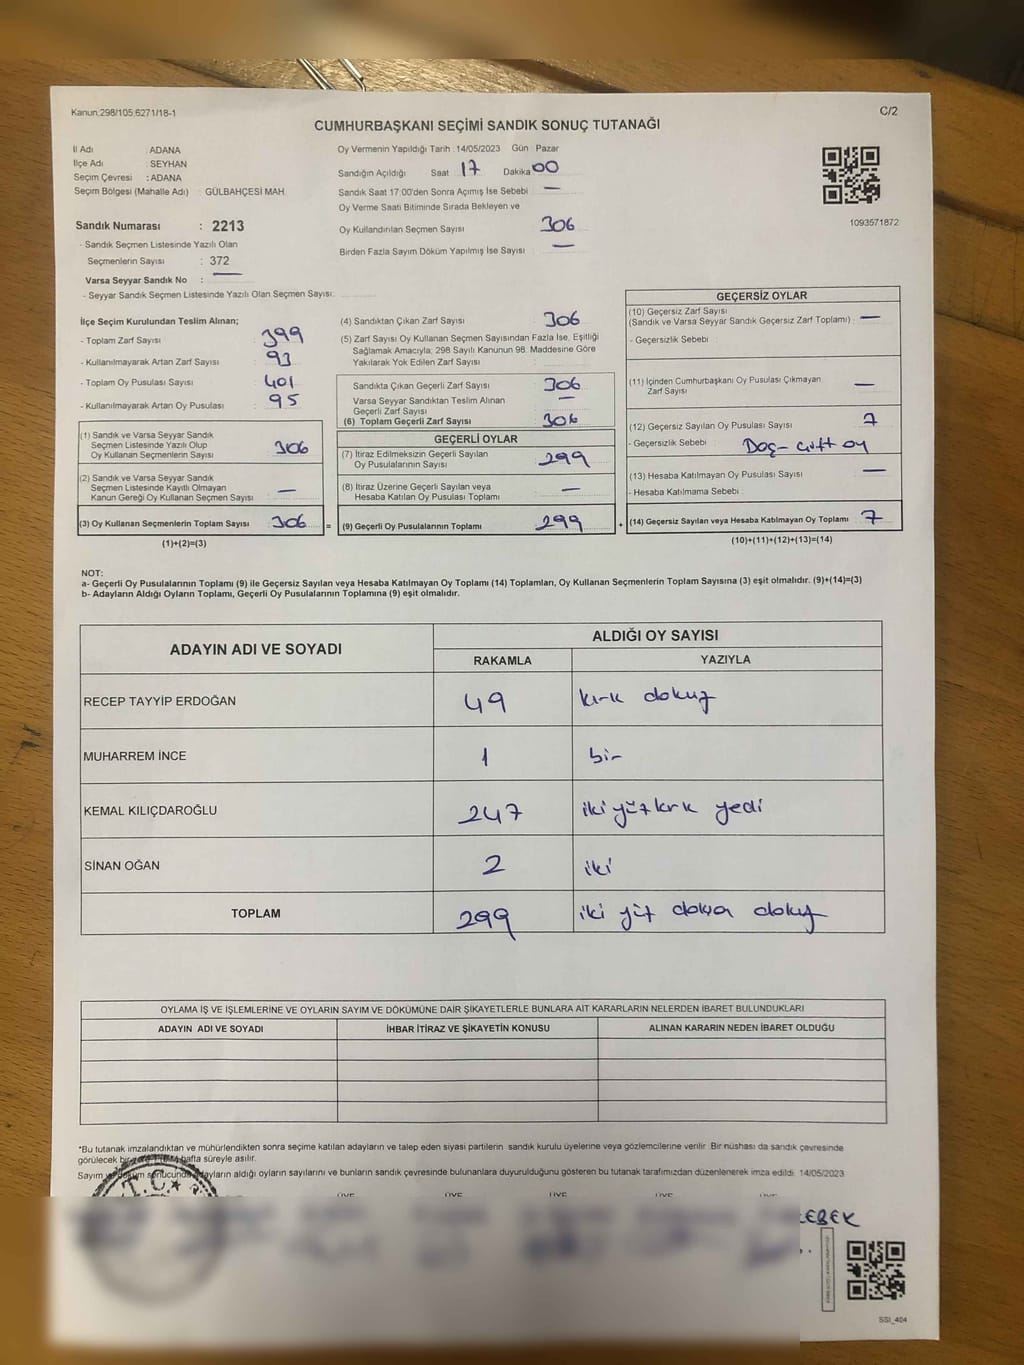 Kanun:298/105,6271/18-1
C/2
CUMHURBAŞKANI SEÇİMİ SANDIK SONUÇ TUTANAĞI
İl Adı : ADANA
İlçe Adı : SEYHAN
Seçim Çevresi : ADANA
Seçim Bölgesi (Mahalle Adı) : GÜLBAHÇESİ MAH.
Sandık Numarası : 2213
- Sandık Seçmen Listesinde Yazılı Olan
Seçmenlerin Sayısı : 372
Varsa Seyyar Sandık No : —
- Seyyar Sandık Seçmen Listesinde Yazılı Olan Seçmen Sayısı:
Oy Vermenin Yapıldığı Tarih :14/05/2023 Gün : Pazar
Sandığın Açıldığı Saat 17 Dakika 00
Sandık Saat 17:00'den Sonra Açımış İse Sebebi —
Oy Verme Saati Bitiminde Sırada Bekleyen ve
Oy Kullandırılan Seçmen Sayısı 306
Birden Fazla Sayım Döküm Yapılmış İse Sayısı —
1093571872
İlçe Seçim Kurulundan Teslim Alınan;
- Toplam Zarf Sayısı 399
- Kullanılmayarak Artan Zarf Sayısı 93
- Toplam Oy Pusulası Sayısı 401
- Kullanılmayarak Artan Oy Pusulası 95
(1) Sandık ve Varsa Seyyar Sandık
Seçmen Listesinde Yazılı Olup
Oy Kullanan Seçmenlerin Sayısı 306
(2) Sandık ve Varsa Seyyar Sandık
Seçmen Listesinde Kayıtlı Olmayan
Kanun Gereği Oy Kullanan Seçmen Sayısı —
(3) Oy Kullanan Seçmenlerin Toplam Sayısı 306 =
(1)+(2)=(3)
(4) Sandıktan Çıkan Zarf Sayısı 306
(5) Zarf Sayısı Oy Kullanan Seçmen Sayısından Fazla İse, Eşitliği
Sağlamak Amacıyla; 298 Sayılı Kanunun 98. Maddesine Göre
Yakılarak Yok Edilen Zarf Sayısı
Sandıkta Çıkan Geçerli Zarf Sayısı 306
Varsa Seyyar Sandıktan Teslim Alınan
Geçerli Zarf Sayısı —
(6) Toplam Geçerli Zarf Sayısı 306
GEÇERLİ OYLAR
(7) İtiraz Edilmeksizin Geçerli Sayılan
Oy Pusulasının Sayısı 299
(8) İtiraz Üzerine Geçerli Sayılan veya
Hesaba Katılan Oy Pusulası Toplamı —
(9) Geçerli Oy Pusulalarının Toplamı 299 +
GEÇERSİZ OYLAR
(10) Geçersiz Zarf Sayısı
(Sandık ve Varsa Seyyar Sandık Geçersiz Zarf Toplamı) —
- Geçersizlik Sebebi :
(11) İçinden Cumhurbaşkanı Oy Pusulası Çıkmayan
Zarf Sayısı —
(12) Geçersiz Sayılan Oy Pusulası Sayısı 7
- Geçersizlik Sebebi : çift oy
(13) Hesaba Katılmayan Oy Pusulası Sayısı —
- Hesaba Katılmama Sebebi :
(14) Geçersiz Sayılan veya Hesaba Katılmayan Oy Toplamı 7
(10)+(11)+(12)+(13)=(14)
NOT:
a- Geçerli Oy Pusulalarının Toplamı (9) ile Geçersiz Sayılan veya Hesaba Katılmayan Oy Toplamı (14) Toplamları, Oy Kullanan Seçmenlerin Toplam Sayısına (3) eşit olmalıdır. (9)+(14)=(3)
b- Adayların Aldığı Oyların Toplamı, Geçerli Oy Pusulalarının Toplamına (9) eşit olmalıdır.
ADAYIN ADI VE SOYADI
ALDIĞI OY SAYISI
RAKAMLA YAZIYLA
RECEP TAYYİP ERDOĞAN 49 kırk dokuz
MUHARREM İNCE 1 bir
KEMAL KILIÇDAROĞLU 247 iki yüz kırk yedi
SİNAN OĞAN 2 iki
TOPLAM 299 iki yüz doksan dokuz
OYLAMA İŞ VE İŞLEMLERİNE VE OYLARIN SAYIM VE DÖKÜMÜNE DAİR ŞİKAYETLERLE BUNLARA AİT KARARLARIN NELERDEN İBARET BULUNDUKLARI
ADAYIN ADI VE SOYADI İHBAR İTİRAZ VE ŞİKAYETİN KONUSU ALINAN KARARIN NEDEN İBARET OLDUĞU
*Bu tutanak imzalandıktan ve mühürlendikten sonra seçime katılan adayların ve talep eden siyasi partilerin sandık kurulu üyelerine veya gözlemcilerine verilir. Bir nüshası da sandık çevresinde
görülecek bir hafta süreyle asılır.
Sayım ve döküm sonucunda adayların aldığı oyların sayılarını ve bunların sandık çevresinde bulunanlara duyurulduğunu gösteren bu tutanak tarafımızdan düzenlenerek imza edildi. 14/05/2023
T.C.
ÜYE ÜYE ÜYE ÜYE ÜYE
EBEK
SSI_404